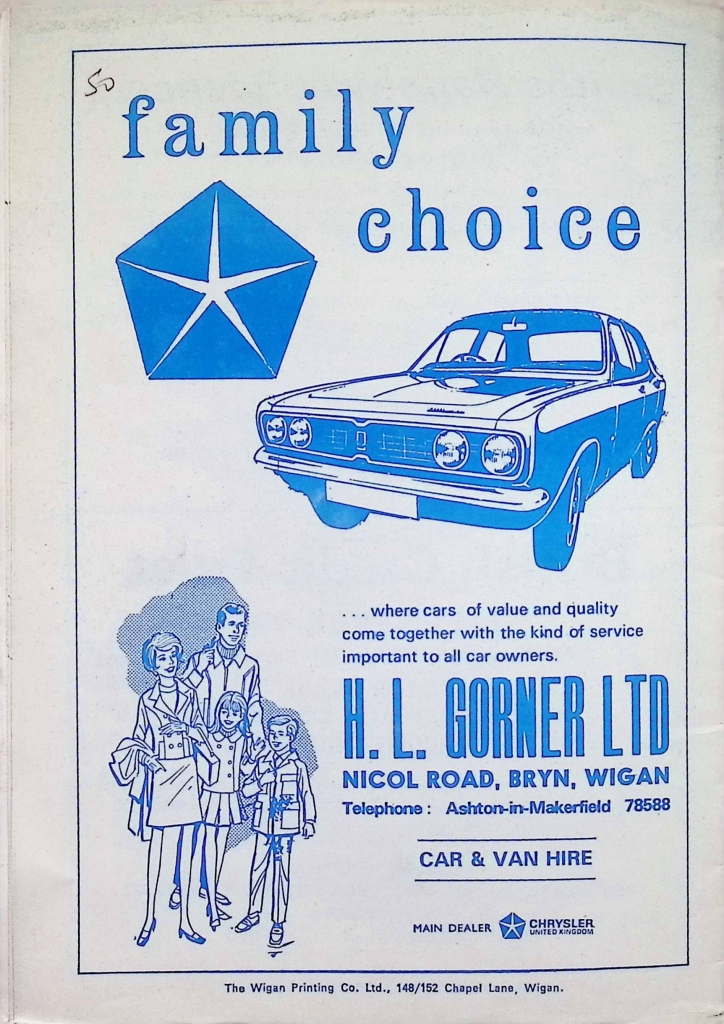 50
family
choice
. . . where cars of value and quality
come together with the kind of service
important to all car owners.
H. L. GORNER LTD
NICOL ROAD, BRYN, WIGAN
Telephone : Ashton-in-Makerfield 78588
CAR & VAN HIRE
MAIN DEALER CHRYSLER
UNITED KINGDOM
The Wigan Printing Co. Ltd., 148/152 Chapel Lane, Wigan.